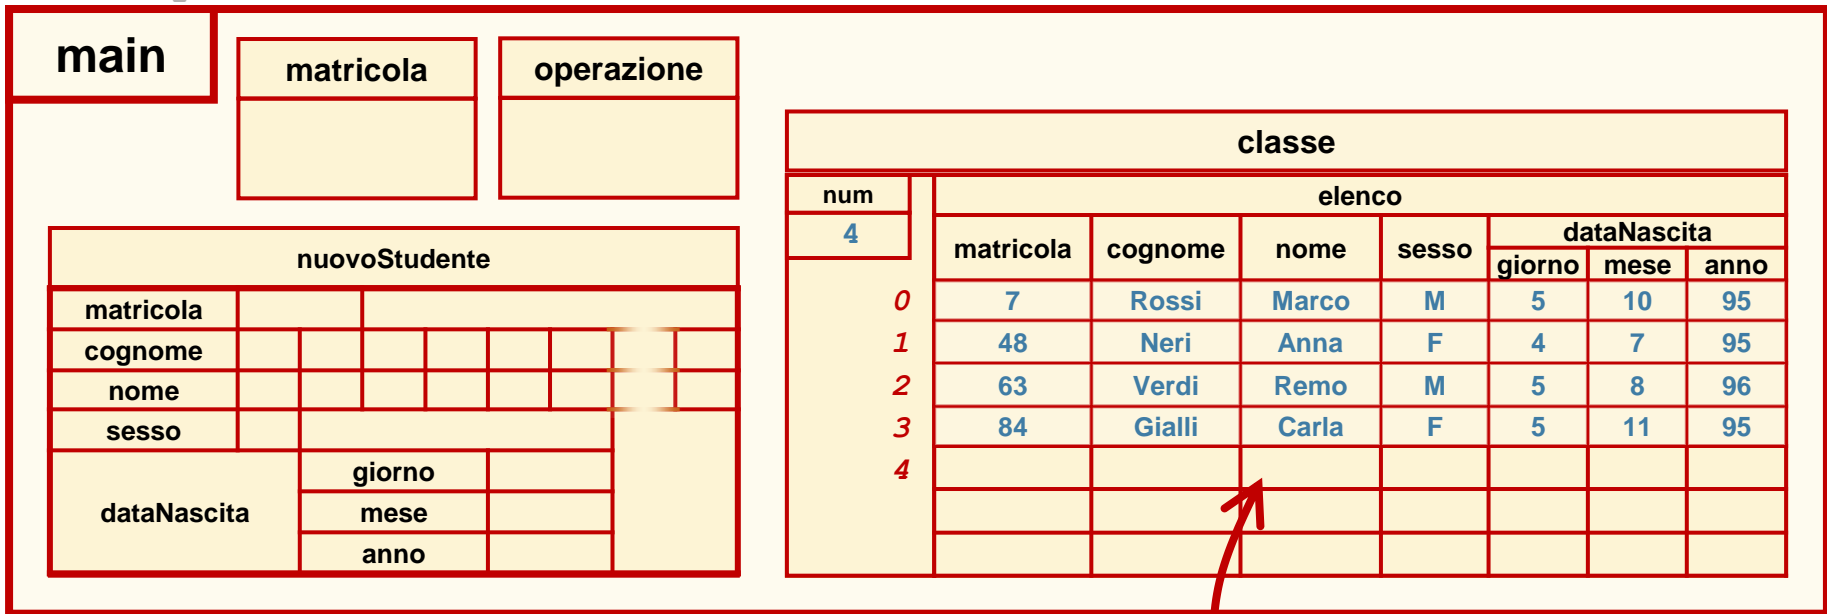 main
matricola
operazione
classe
num
elenco
4
matricola cognome nome sesso dataNascita
giorno mese anno
nuovoStudente
matricola
cognome
nome
sesso
dataNascita
giorno
mese
anno
0 7 Rossi Marco M 5 10 95
1 48 Neri Anna F 4 7 95
2 63 Verdi Remo M 5 8 96
3 84 Gialli Carla F 5 11 95
4